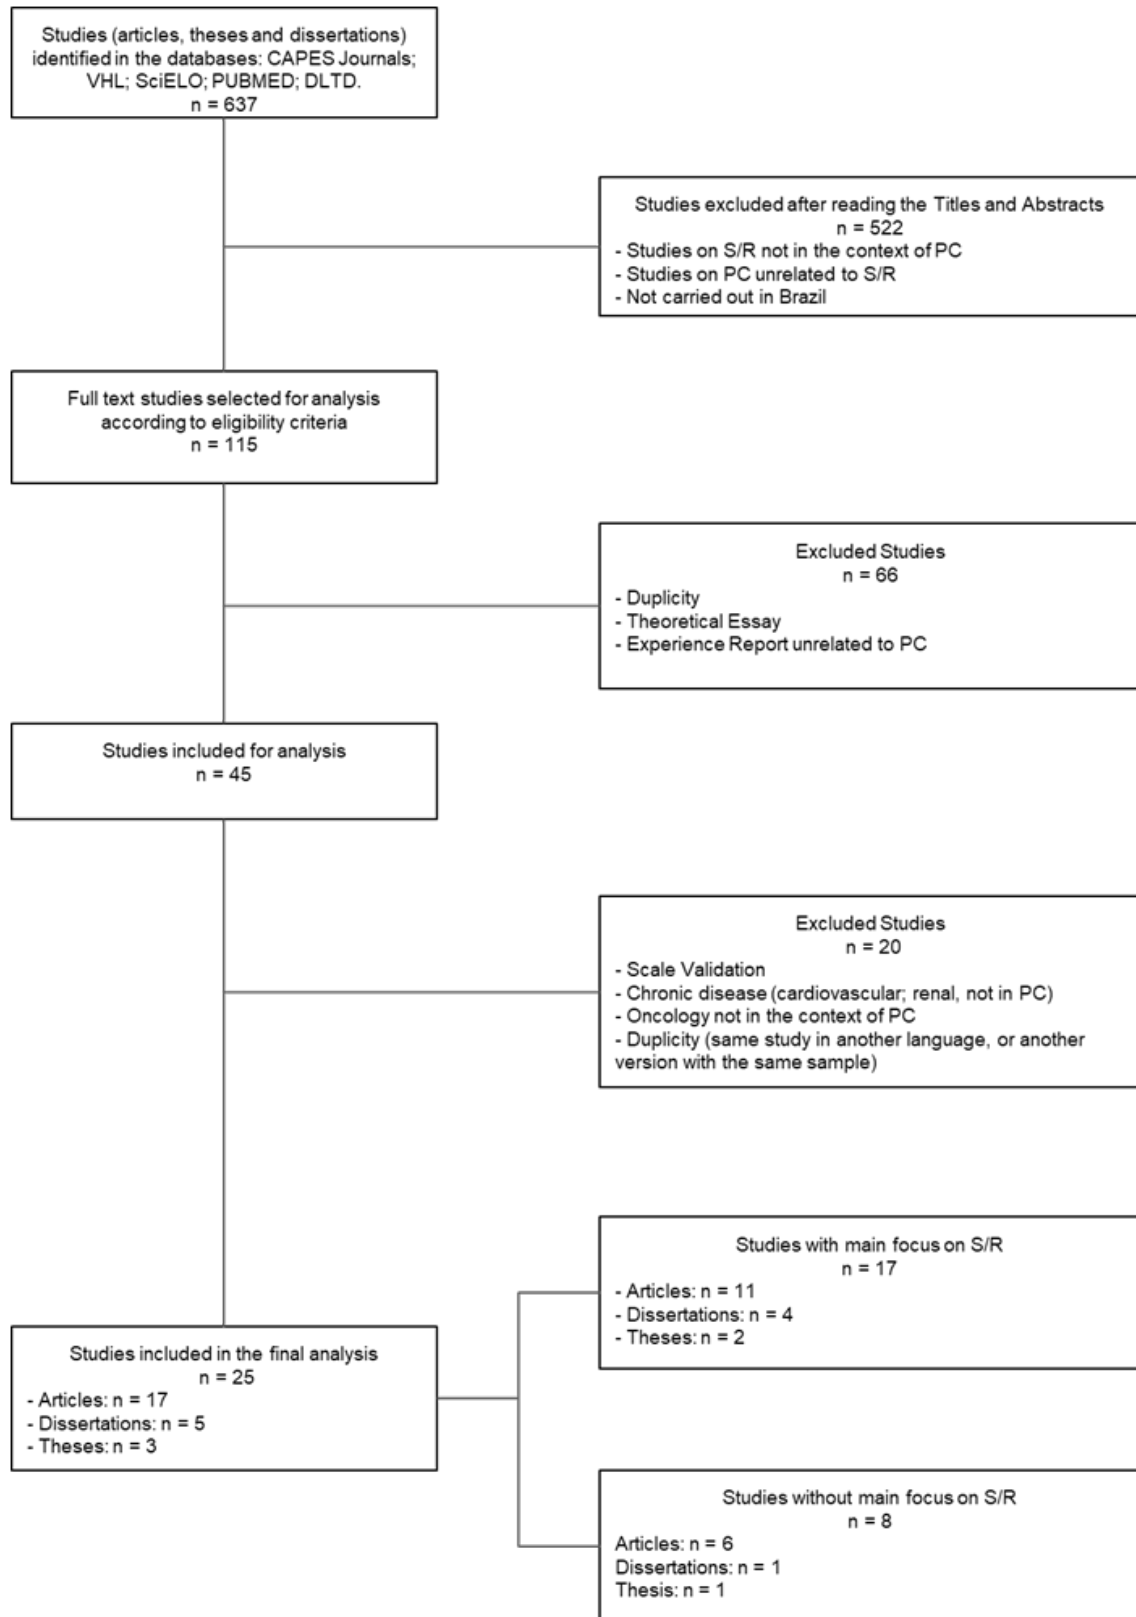 Studies (articles, theses and dissertations)
identified in the databases: CAPES Journals;
VHL; SciELO; PUBMED; DLTD.
n = 637
Studies excluded after reading the Titles and Abstracts
n = 522
- Studies on S/R not in the context of PC
- Studies on PC unrelated to S/R
- Not carried out in Brazil
Full text studies selected for analysis
according to eligibility criteria
n = 115
Excluded Studies
n = 66
- Duplicity
- Theoretical Essay
- Experience Report unrelated to PC
Studies included for analysis
n = 45
Excluded Studies
n = 20
- Scale Validation
- Chronic disease (cardiovascular; renal, not in PC)
- Oncology not in the context of PC
- Duplicity (same study in another language, or another
version with the same sample)
Studies with main focus on S/R
n = 17
- Articles: n = 11
- Dissertations: n = 4
- Theses: n = 2
Studies included in the final analysis
n = 25
- Articles: n = 17
- Dissertations: n = 5
- Theses: n = 3
Studies without main focus on S/R
n = 8
Articles: n = 6
Dissertations: n = 1
Thesis: n = 1